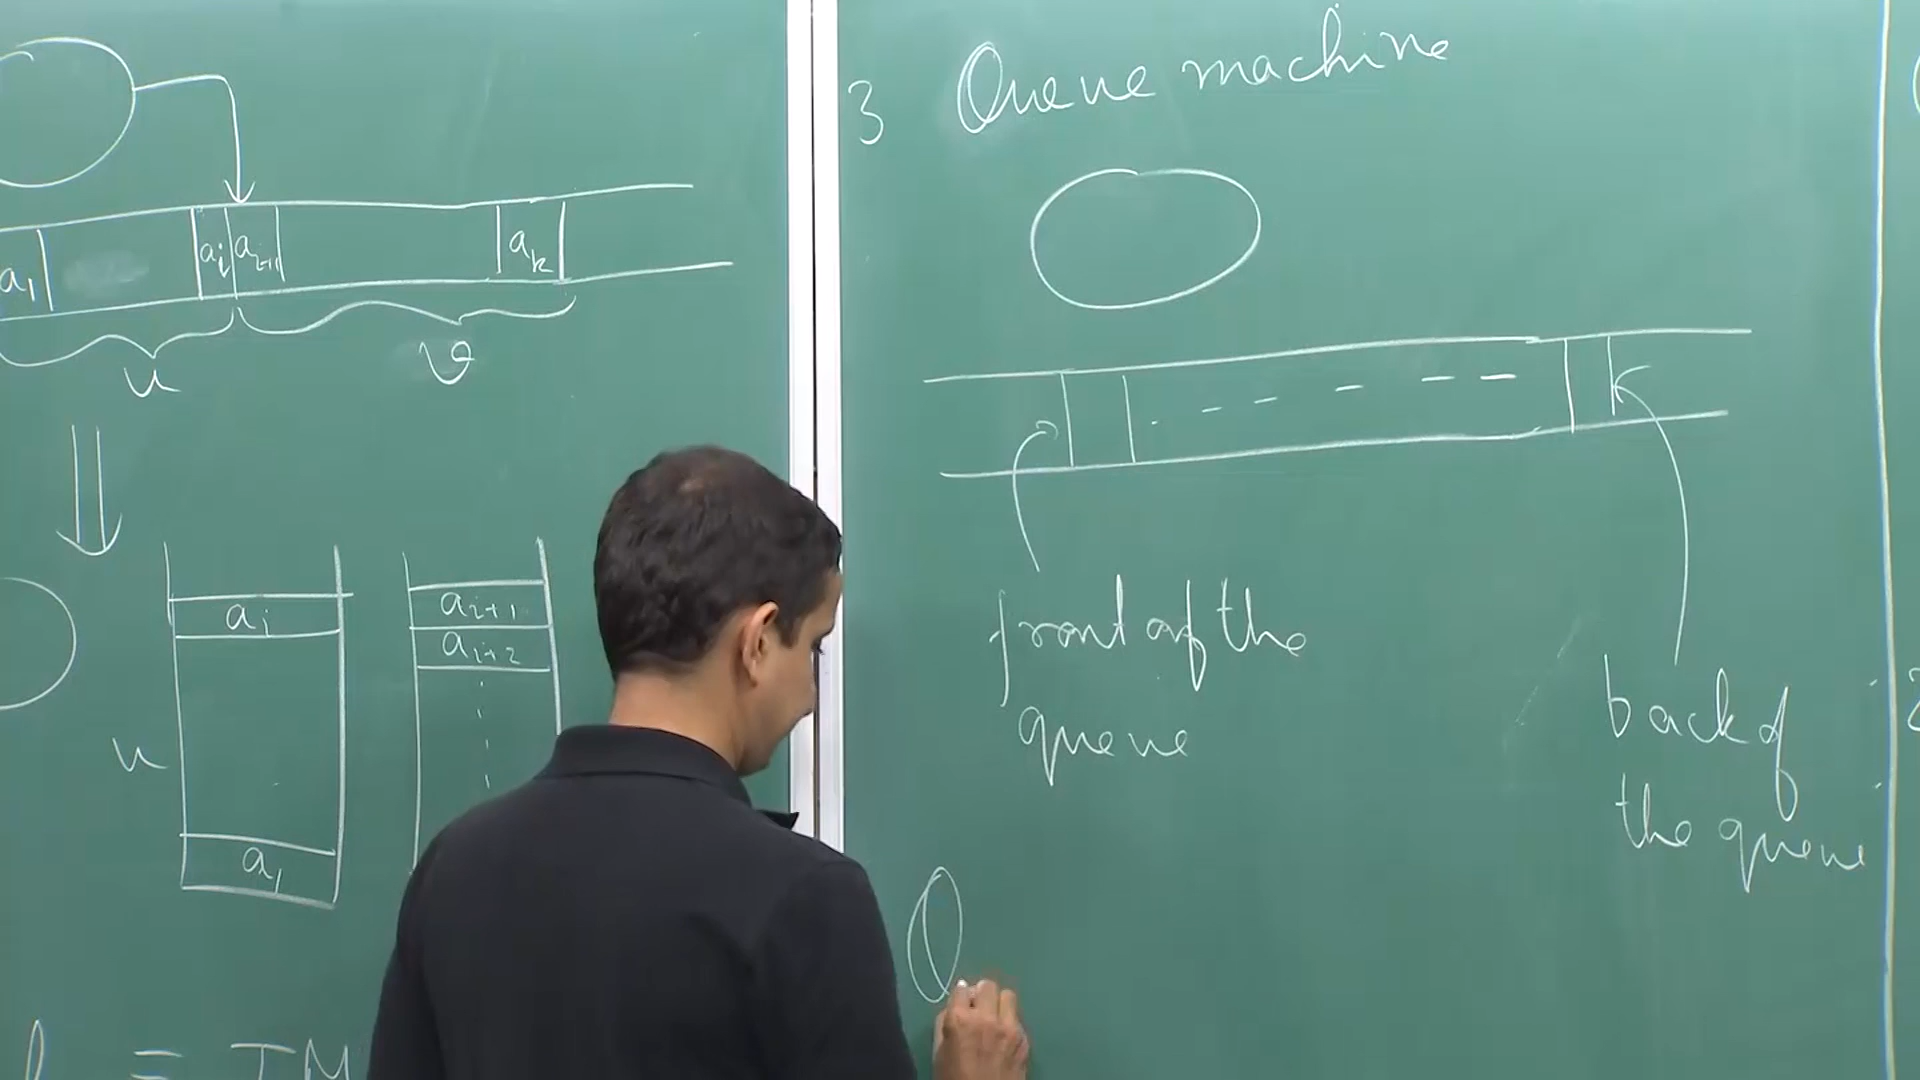 a1 ai ai+1 ak
u v
ai ai+1
ai+2
u
a1
= TM
3 Queue machine
front of the
queue
back of
the queue
Q